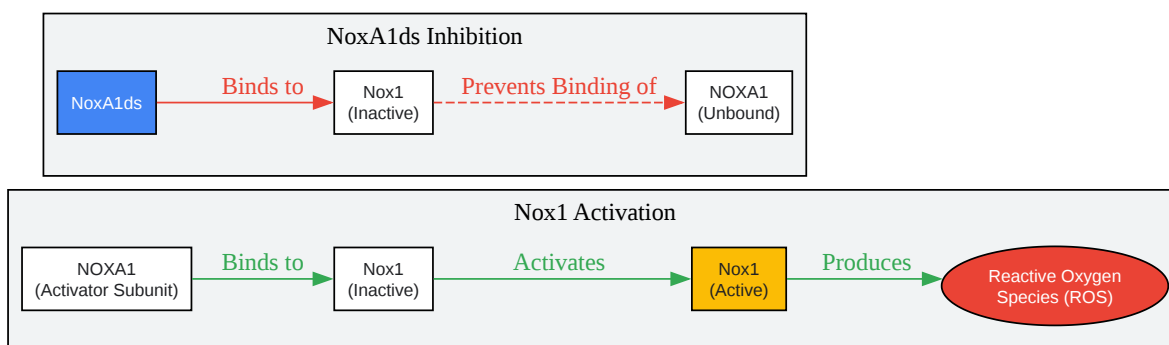 NoxA1ds Inhibition
NoxA1ds
Binds to
Nox1
(Inactive)
Prevents Binding of
NOXA1
(Unbound)
Nox1 Activation
NOXA1
(Activator Subunit)
Binds to
Nox1
(Inactive)
Activates
Nox1
(Active)
Produces
Reactive Oxygen
Species (ROS)